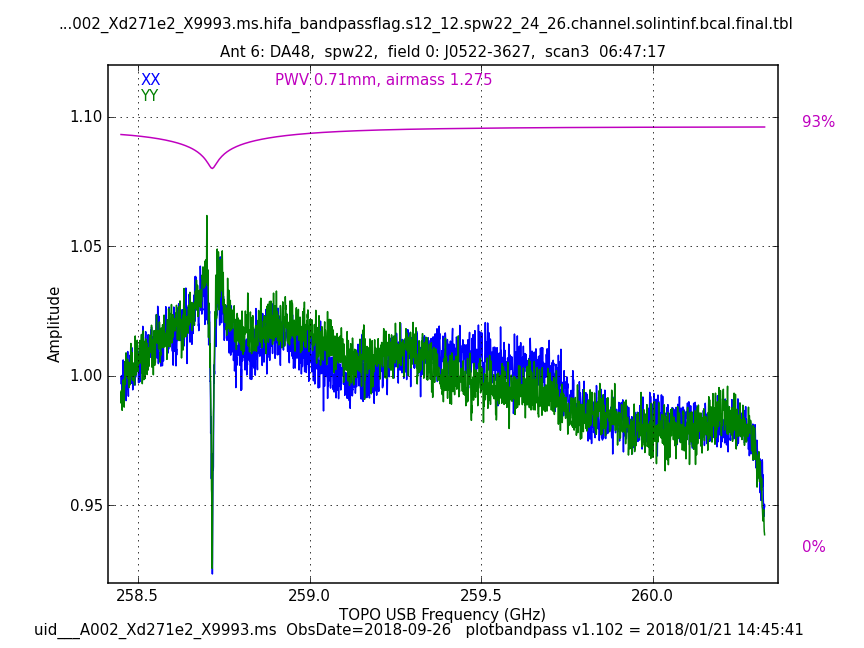 ...002_Xd271e2_X9993.ms.hifa_bandpassflag.s12_12.spw22_24_26.channel.solintinf.bcal.final.tbl
Ant 6: DA48,  spw22,  field 0: J0522-3627,  scan3  06:47:17
XX
YY
PWV 0.71mm, airmass 1.275
93%
0%
1.10
1.05
1.00
0.95
Amplitude
258.5 259.0 259.5 260.0
TOPO USB Frequency (GHz)
uid___A002_Xd271e2_X9993.ms  ObsDate=2018-09-26   plotbandpass v1.102 = 2018/01/21 14:45:41